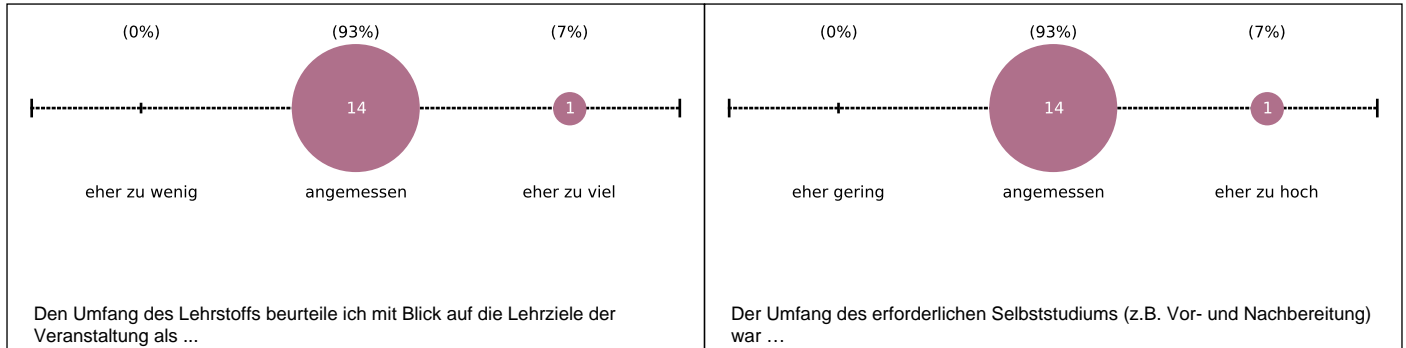 (0%) (93%) (7%)
14 1
eher zu wenig angemessen eher zu viel
Den Umfang des Lehrstoffs beurteile ich mit Blick auf die Lehrziele der
Veranstaltung als ...
(0%) (93%) (7%)
14 1
eher gering angemessen eher zu hoch
Der Umfang des erforderlichen Selbststudiums (z.B. Vor- und Nachbereitung)
war …